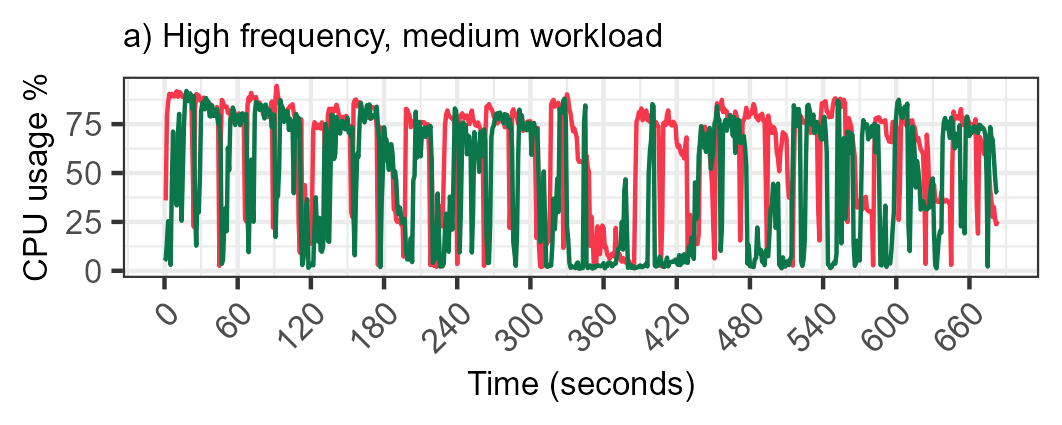 a) High frequency, medium workload
CPU usage %
75
50
25
0
0 60 120 180 240 300 360 420 480 540 600 660
Time (seconds)